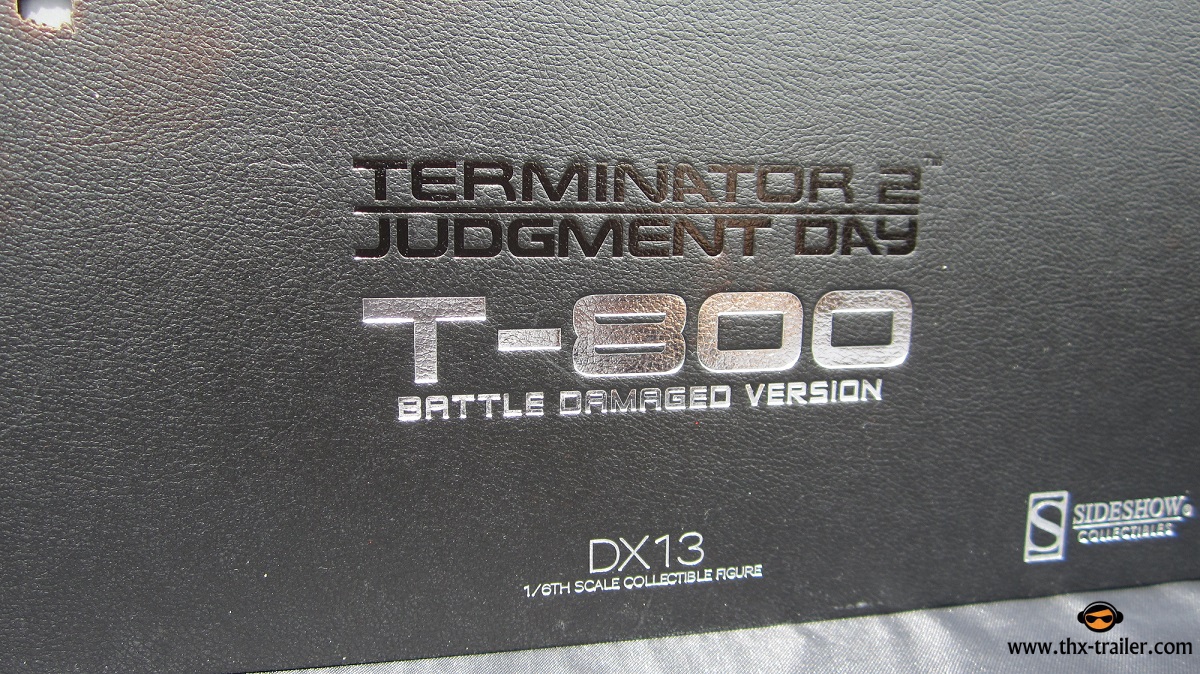 TERMINATOR 2™
JUDGMENT DAY
T-800
BATTLE DAMAGED VERSION
DX13
1/6TH SCALE COLLECTIBLE FIGURE
S SIDESHOW®
COLLECTIBLES
www.thx-trailer.com